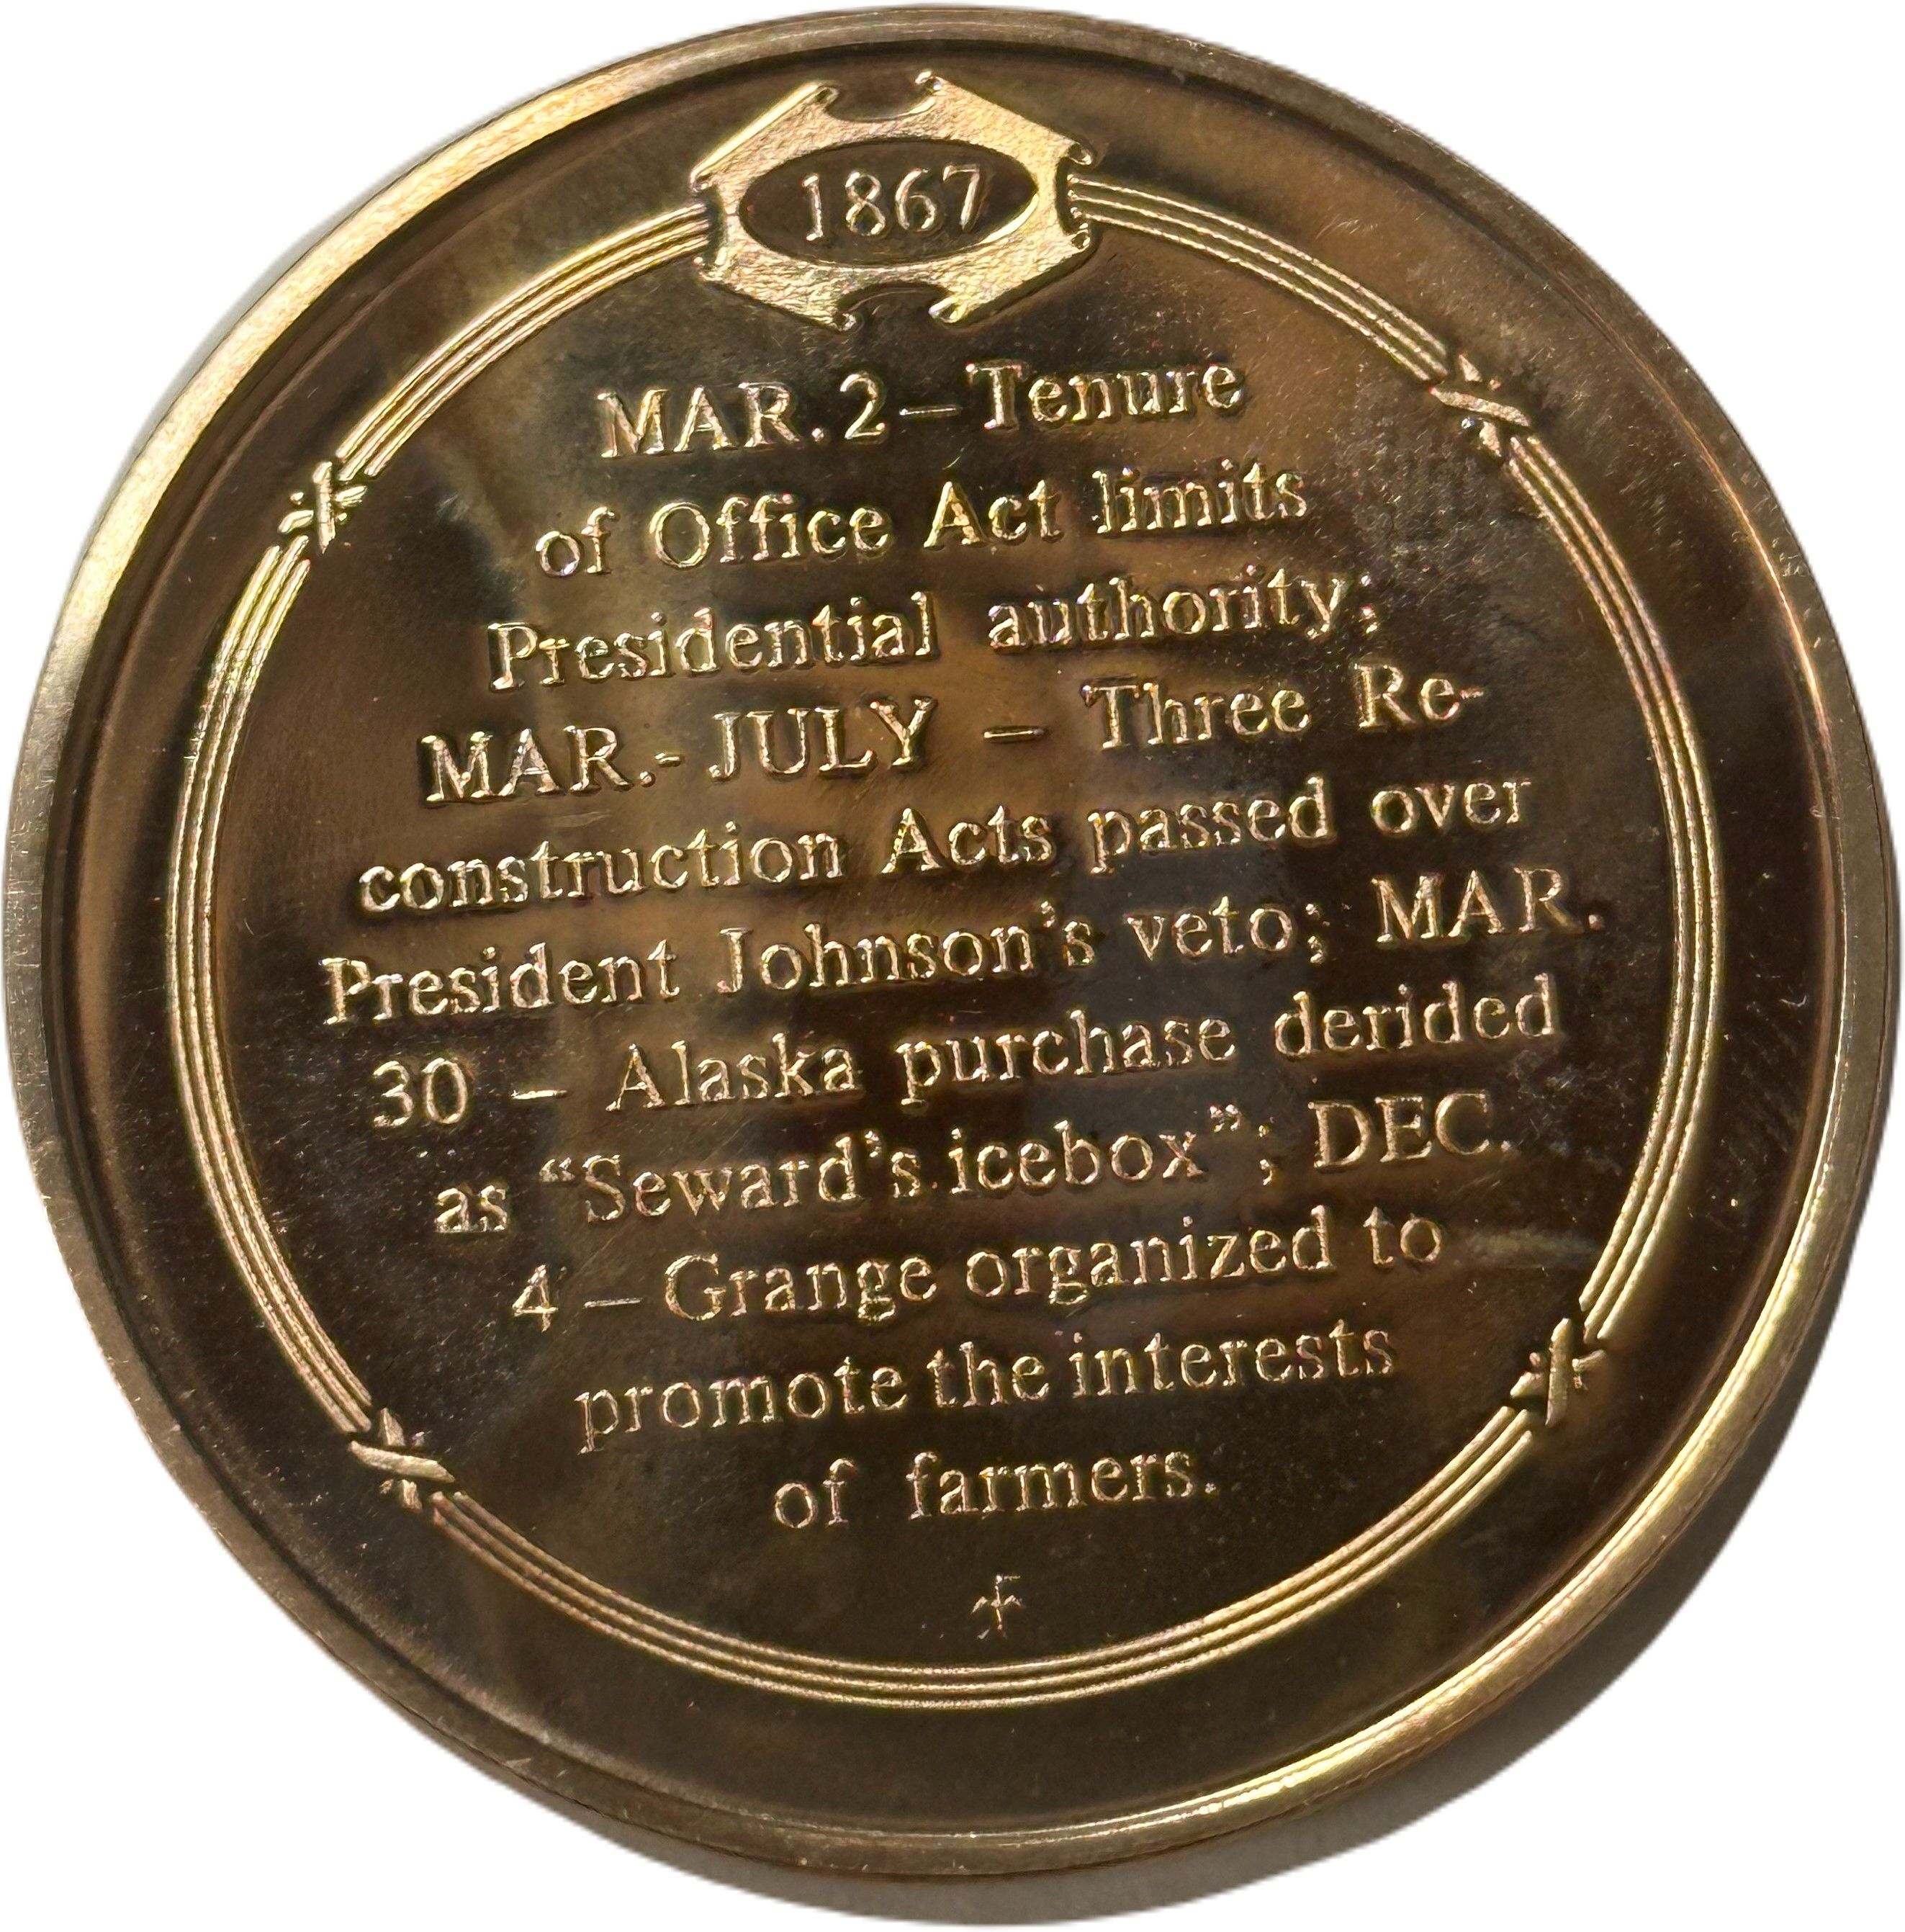 1867
MAR. 2 – Tenure
of Office Act limits
Presidential authority;
MAR.- JULY – Three Re-
construction Acts passed over
President Johnson's veto; MAR.
30 – Alaska purchase derided
as “Seward's icebox”; DEC.
4 – Grange organized to
promote the interests
of farmers.